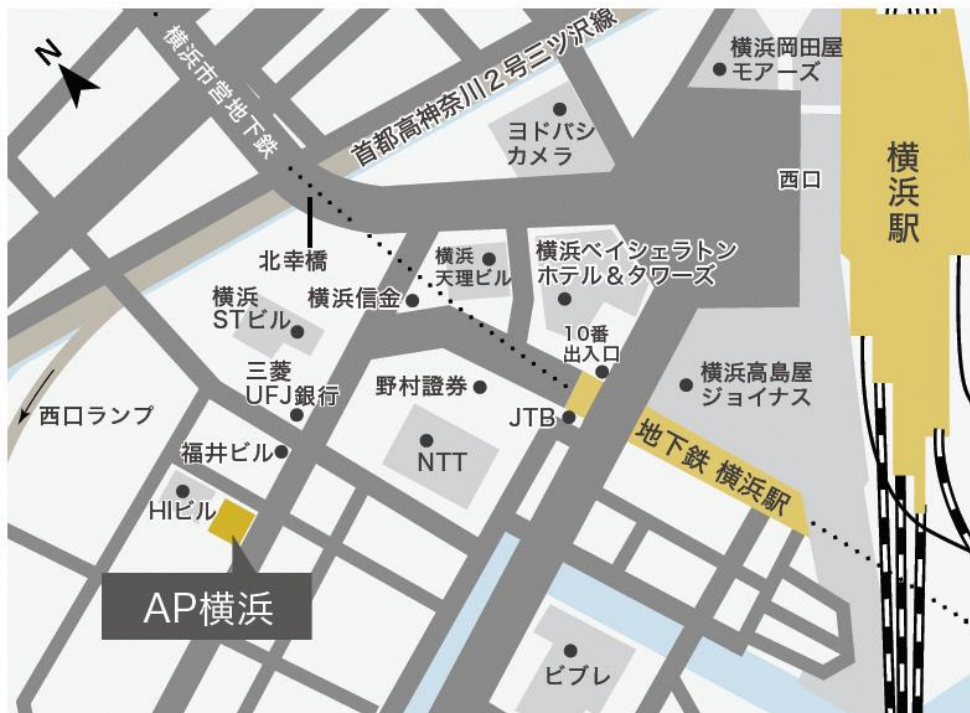 N
横浜市営地下鉄
首都高神奈川2号三ツ沢線
横浜岡田屋
モアーズ
ヨドバシ
カメラ
横浜駅
西口
北幸橋
横浜
天理ビル
横浜ベイシェラトン
ホテル&タワーズ
横浜
STビル
横浜信金
10番
出入口
三菱
UFJ銀行
野村證券
横浜高島屋
ジョイナス
西口ランプ
JTB
福井ビル
NTT
地下鉄 横浜駅
HIビル
AP横浜
ビブレ